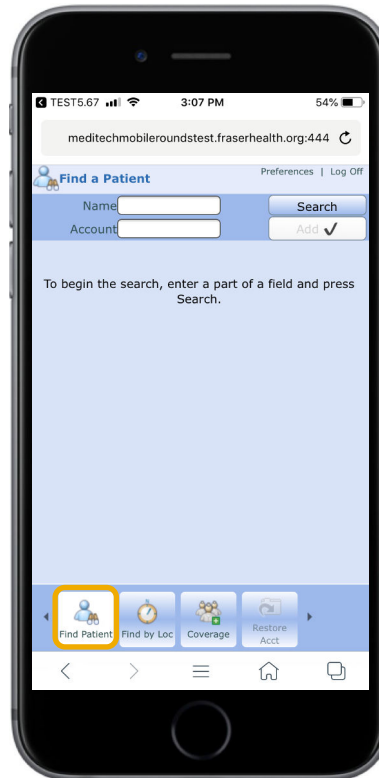 TEST5.67 3:07 PM 54%
meditechmobileroundstest.fraserhealth.org:444
Find a Patient Preferences | Log Off
Name Search
Account Add
To begin the search, enter a part of a field and press
Search.
Find Patient Find by Loc Coverage Restore
Acct